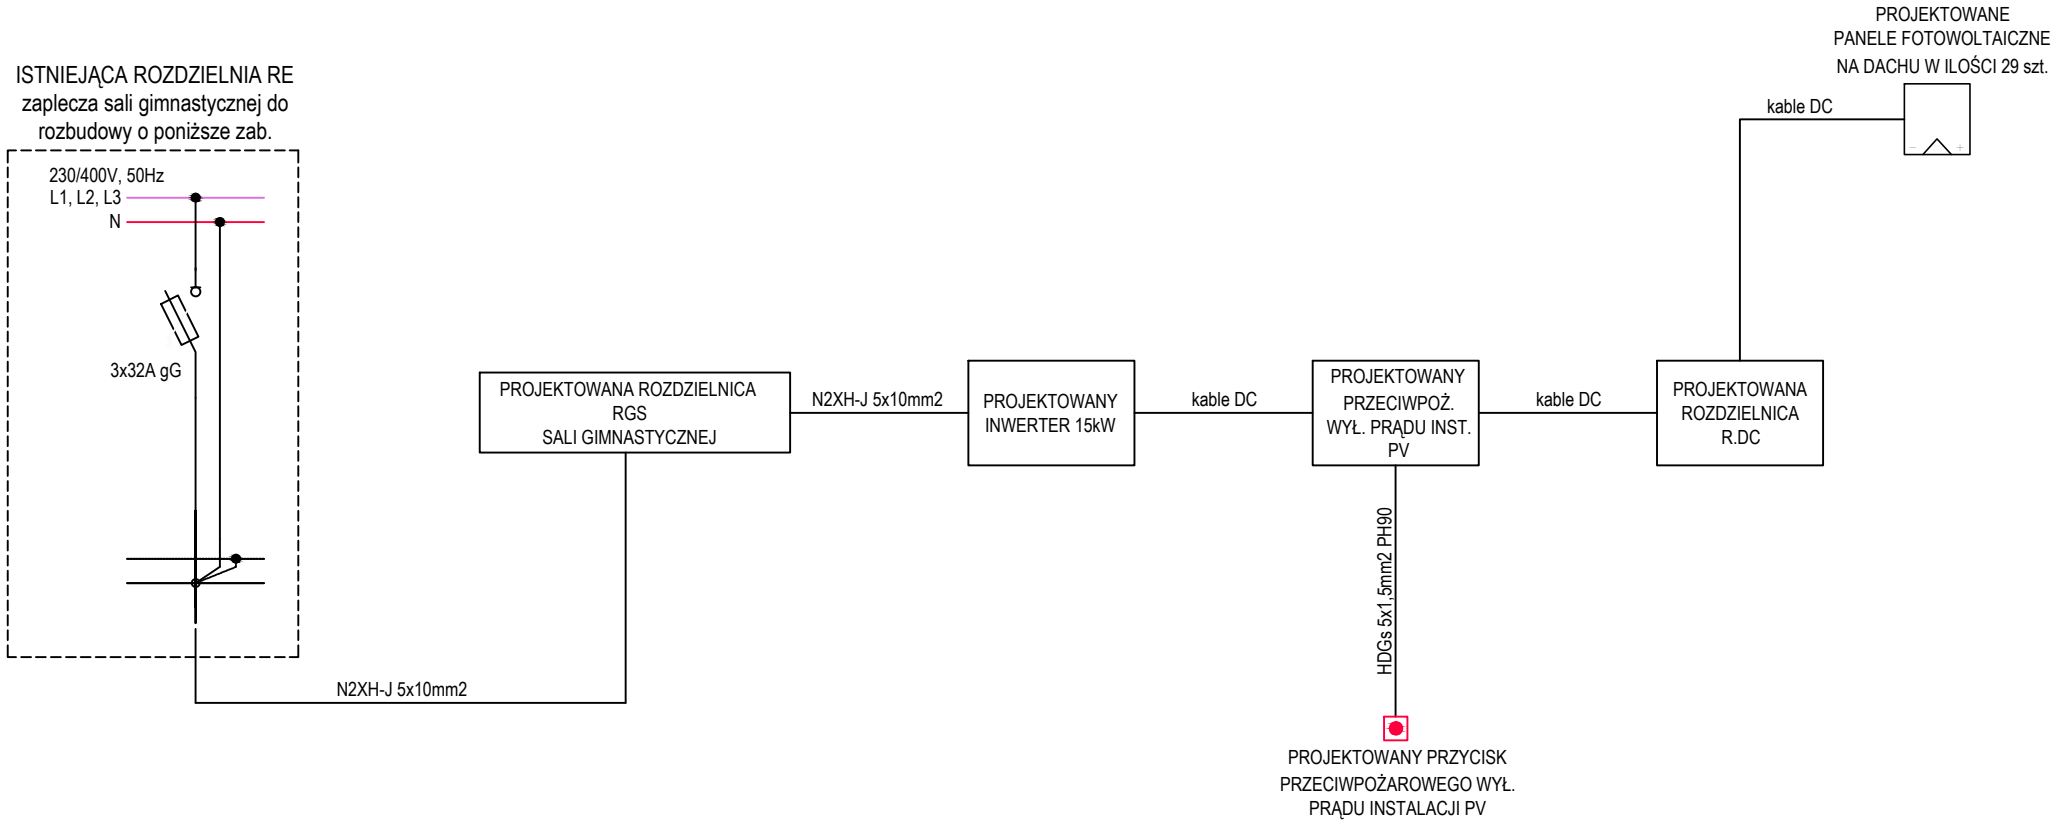 PROJEKTOWANE
PANELE FOTOWOLTAICZNE
NA DACHU W ILOŚCI 29 szt.
kable DC
- +
ISTNIEJĄCA ROZDZIELNIA RE
zaplecza sali gimnastycznej do
rozbudowy o poniższe zab.
230/400V, 50Hz
L1, L2, L3
N
3x32A gG
N2XH-J 5x10mm2
PROJEKTOWANA ROZDZIELNICA
RGS
SALI GIMNASTYCZNEJ
N2XH-J 5x10mm2
PROJEKTOWANY
INWERTER 15kW
kable DC
PROJEKTOWANY
PRZECIWPOŻ.
WYŁ. PRĄDU INST.
PV
kable DC
PROJEKTOWANA
ROZDZIELNICA
R.DC
HDGs 5x1,5mm2 PH90
PROJEKTOWANY PRZYCISK
PRZECIWPOŻAROWEGO WYŁ.
PRĄDU INSTALACJI PV